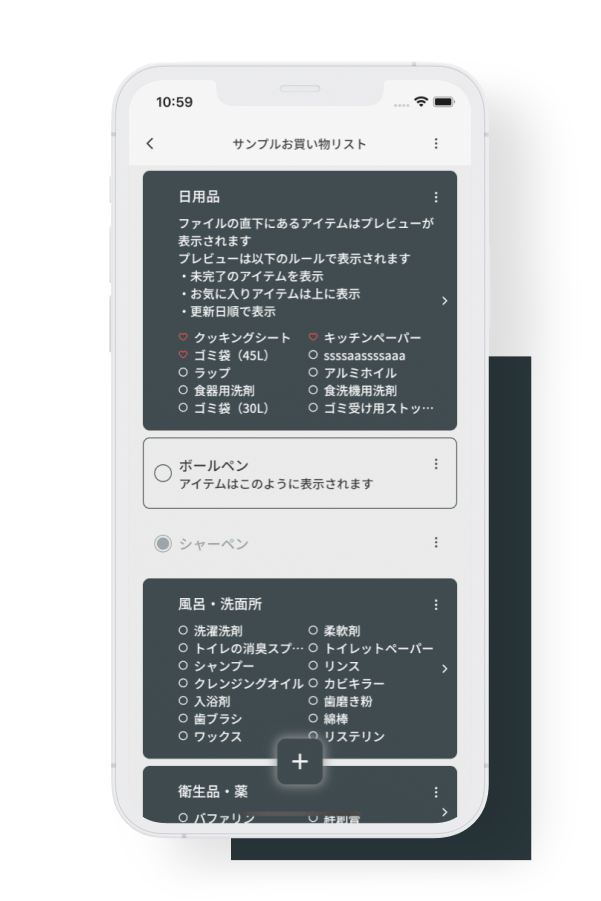 10:59
サンプルお買い物リスト
日用品
ファイルの直下にあるアイテムはプレビューが
表示されます
プレビューは以下のルールで表示されます
・未完了のアイテムを表示
・お気に入りアイテムは上に表示
・更新日順で表示
クッキングシート キッチンペーパー
ゴミ袋（45L） ssssaassssaaa
ラップ アルミホイル
食器用洗剤 食洗機用洗剤
ゴミ袋（30L） ゴミ受け用ストッ…
ボールペン
アイテムはこのように表示されます
シャーペン
風呂・洗面所
洗濯洗剤 柔軟剤
トイレの消臭スプ… トイレットペーパー
シャンプー リンス
クレンジングオイル カビキラー
入浴剤 歯磨き粉
歯ブラシ 綿棒
ワックス リステリン
+
衛生品・薬
バファリン 絆創膏